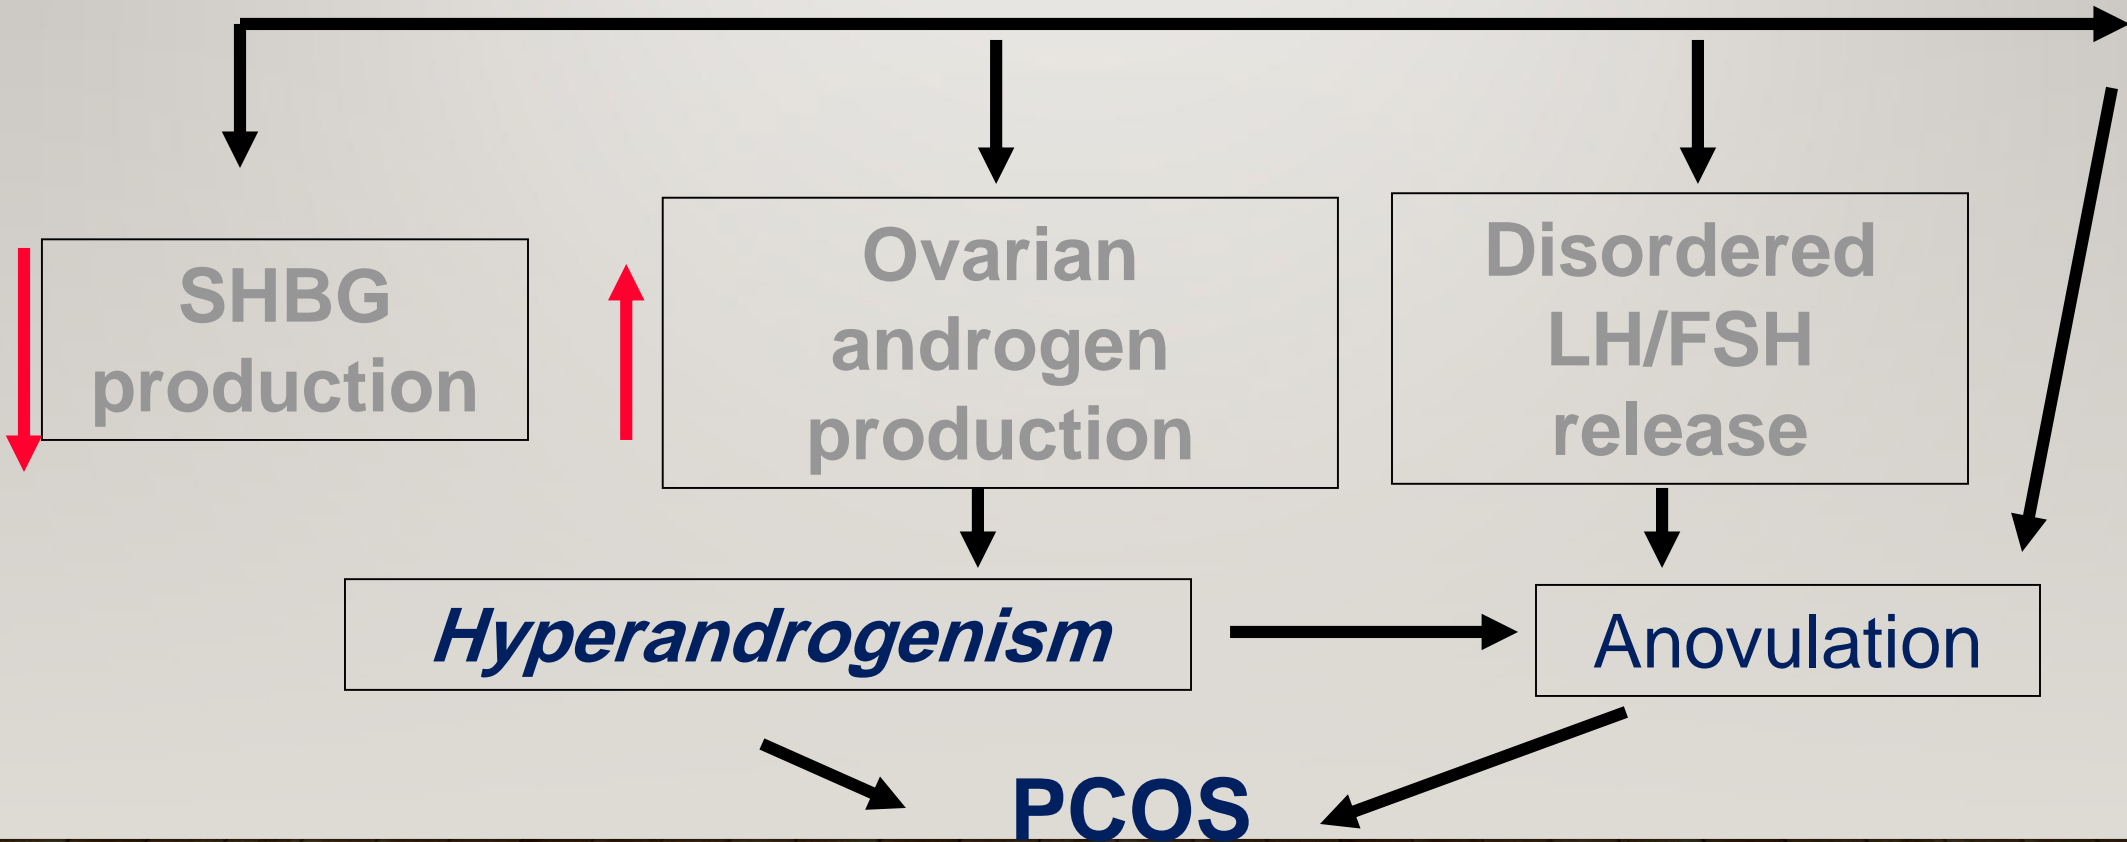 SHBG
production
Ovarian
androgen
production
Disordered
LH/FSH
release
Hyperandrogenism
Anovulation
PCOS